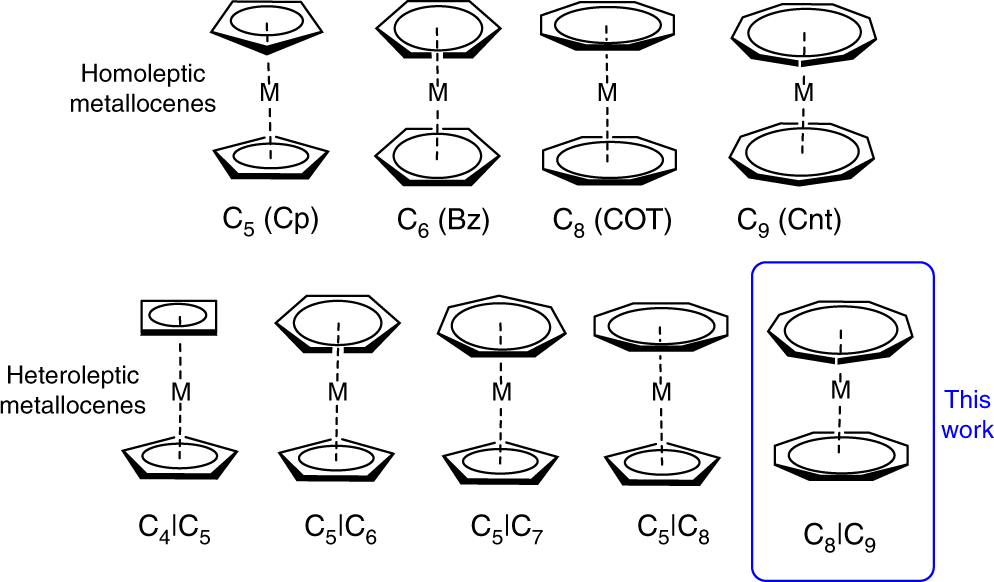 Homoleptic
metallocenes
M M M M
C5 (Cp) C6 (Bz) C8 (COT) C9 (Cnt)
Heteroleptic
metallocenes
M M M M M
This
work
C4|C5 C5|C6 C5|C7 C5|C8 C8|C9